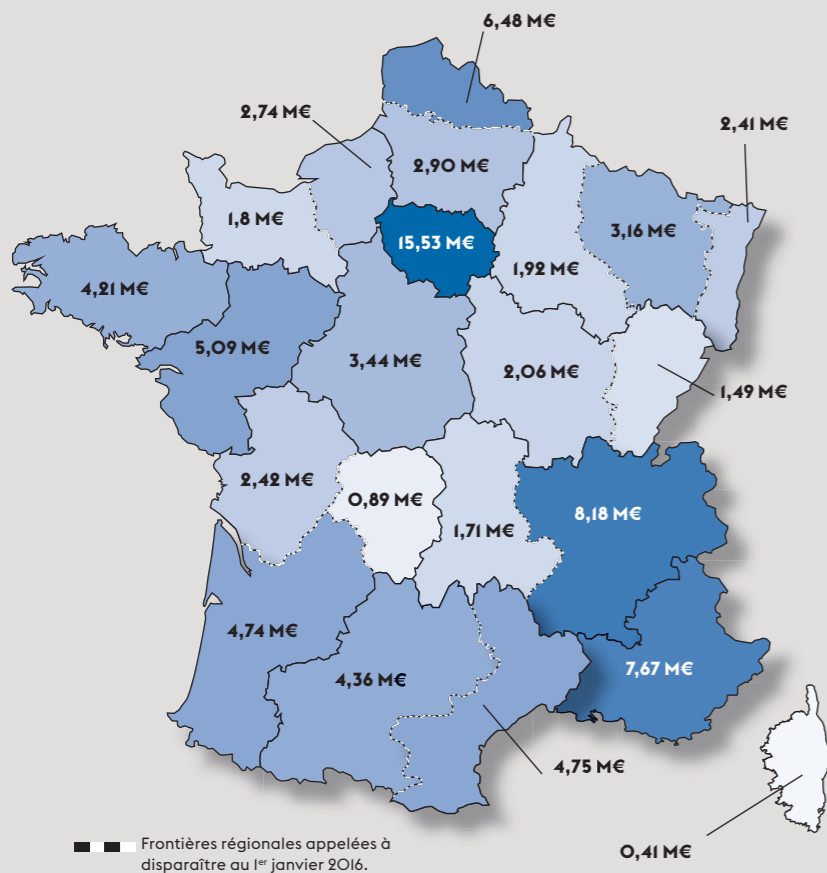 6,48 M€
2,74 M€
2,41 M€
2,90 M€
1,8 M€
3,16 M€
15,53 M€
1,92 M€
4,21 M€
5,09 M€
3,44 M€
2,06 M€
1,49 M€
2,42 M€
0,89 M€
8,18 M€
1,71 M€
4,74 M€
4,36 M€
7,67 M€
4,75 M€
0,41 M€
Frontières régionales appelées à
disparaître au 1er janvier 2016.